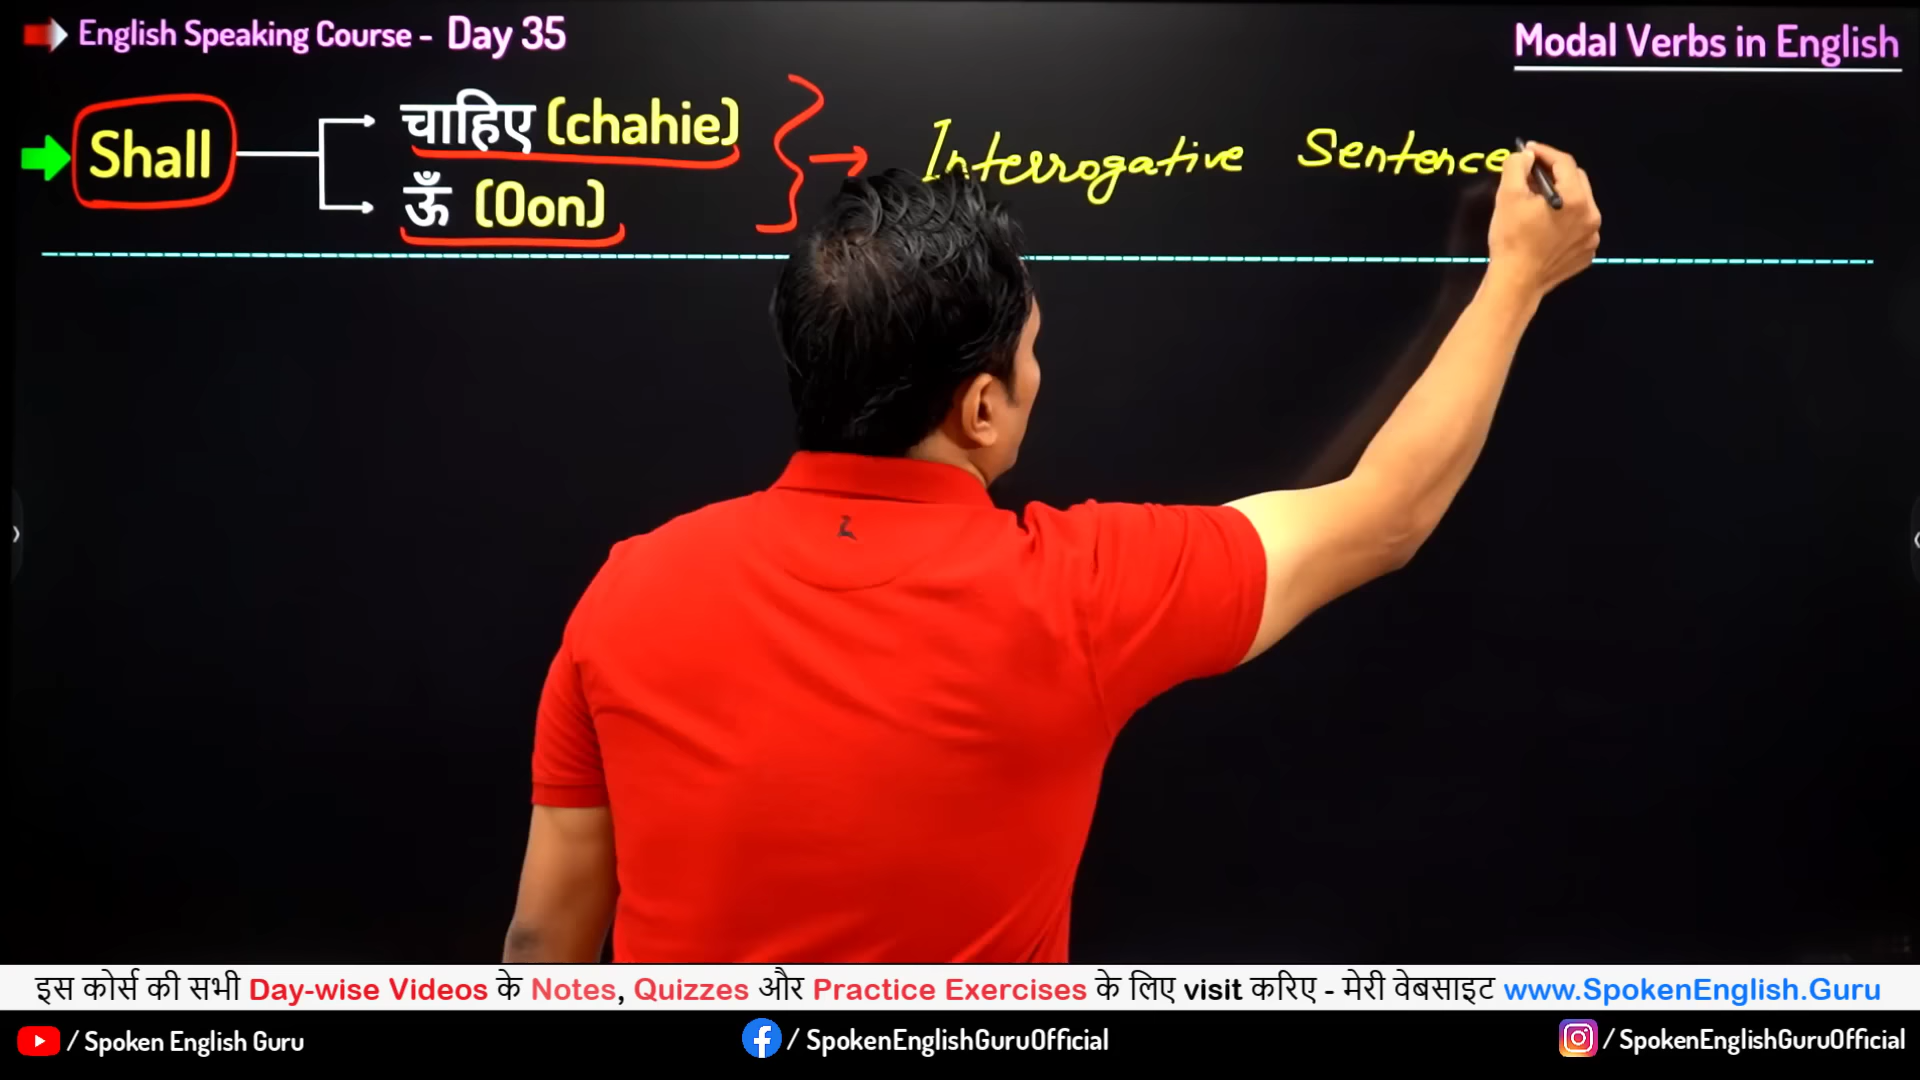 English Speaking Course - Day 35
Modal Verbs in English
Shall
चाहिए (chahie)
ऊँ (Oon)
Interrogative Sentence
इस कोर्स की सभी Day-wise Videos के Notes, Quizzes और Practice Exercises के लिए visit करिए - मेरी वेबसाइट www.SpokenEnglish.Guru
/ Spoken English Guru
/ SpokenEnglishGuruOfficial
/ SpokenEnglishGuruOfficial